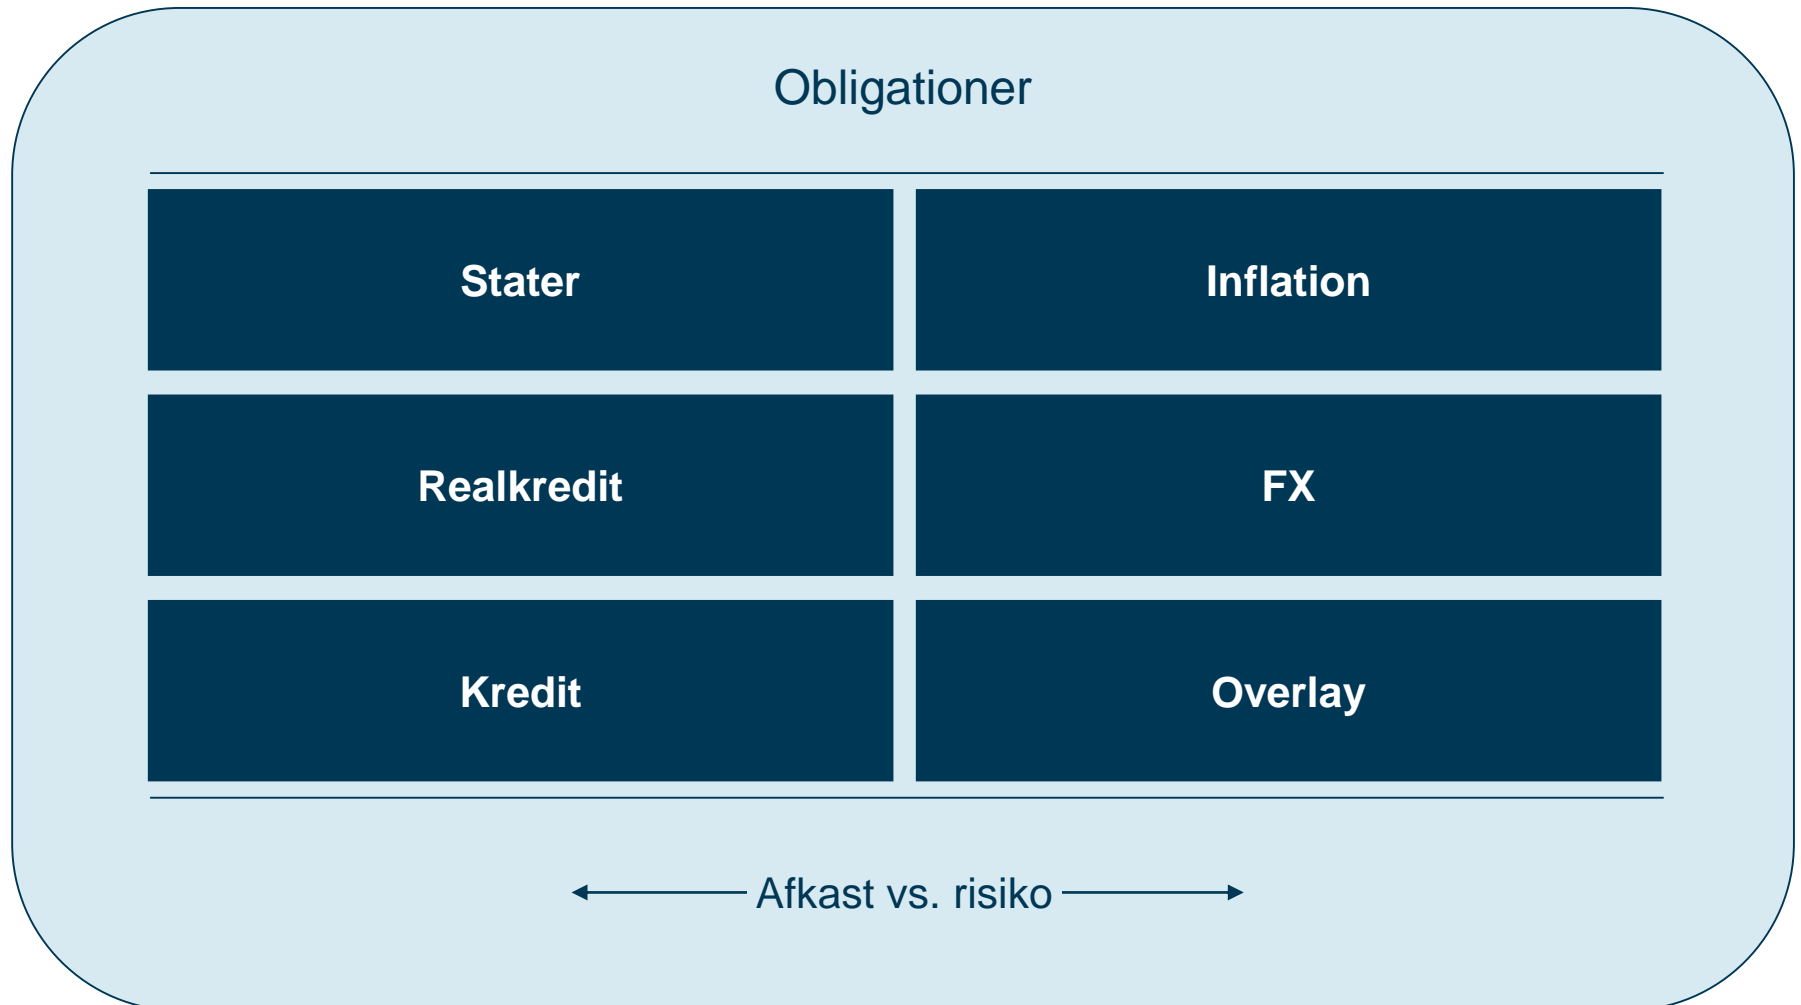 Obligationer
Stater
Inflation
Realkredit
FX
Kredit
Overlay
Afkast vs. risiko